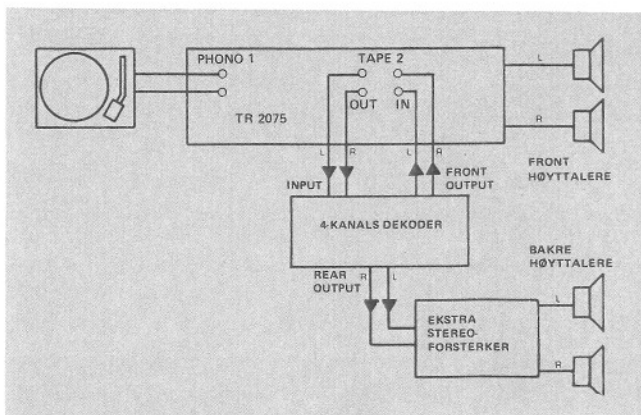 PHONO 1
TAPE 2
L
OUT IN
TR 2075
R
L R L R
FRONT
HØYTTALERE
INPUT
FRONT
OUTPUT
4-KANALS DEKODER
BAKRE
HØYTTALERE
REAR
OUTPUT
R L
L
EKSTRA
STEREO-
FORSTERKER
R